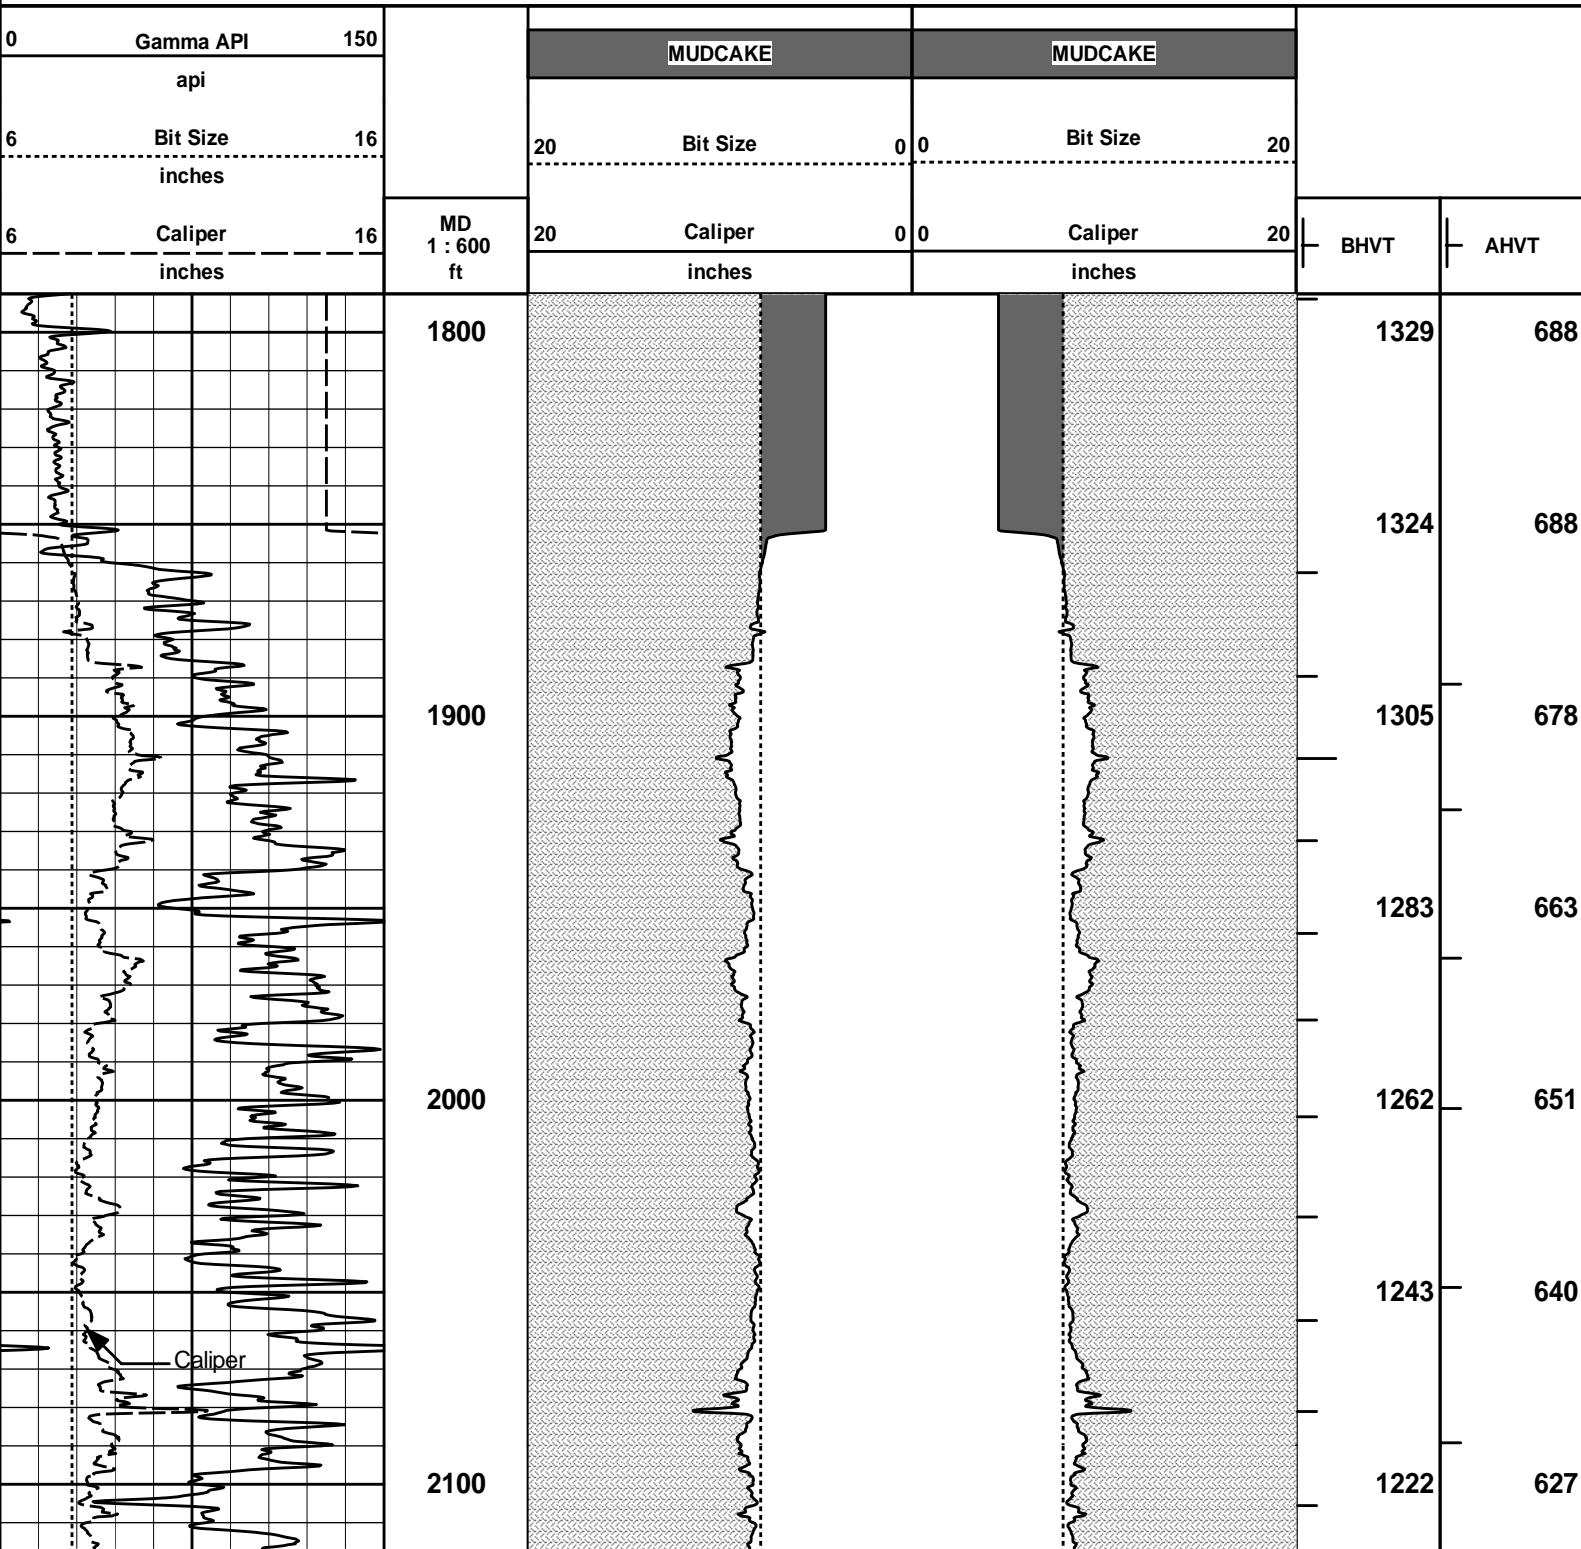 0 Gamma API 150
api
6 Bit Size 16
inches
6 Caliper 16
inches
MD
1 : 600
ft
MUDCAKE
20 Bit Size 0
20 Caliper 0
inches
MUDCAKE
0 Bit Size 20
0 Caliper 20
inches
BHVT
AHVT
1800 1329 688
1324 688
1900 1305 678
1283 663
2000 1262 651
1243 640
Caliper
2100 1222 627